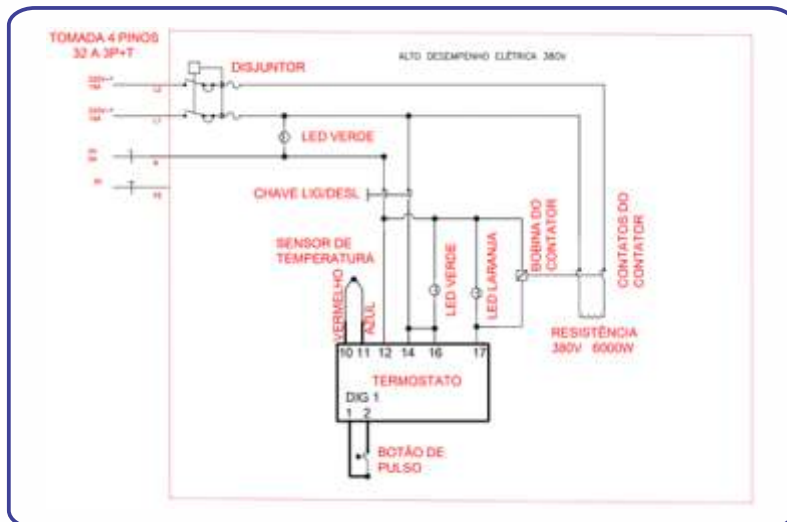 TOMADA 4 PINOS
32 A 3P+T
ALTO DESEMPENHO ELÉTRICA 380V
DISJUNTOR
L2
L1
N
LED VERDE
CHAVE LIG/DESL
SENSOR DE
TEMPERATURA
VERMELHO
AZUL
LED VERDE
LED LARANJA
BOBINA DO
CONTATOR
CONTATOS DO
CONTATOR
RESISTÊNCIA
380V 6000W
10 11 12 14 16 17
TERMOSTATO
DIG 1
1 2
BOTÃO DE
PULSO